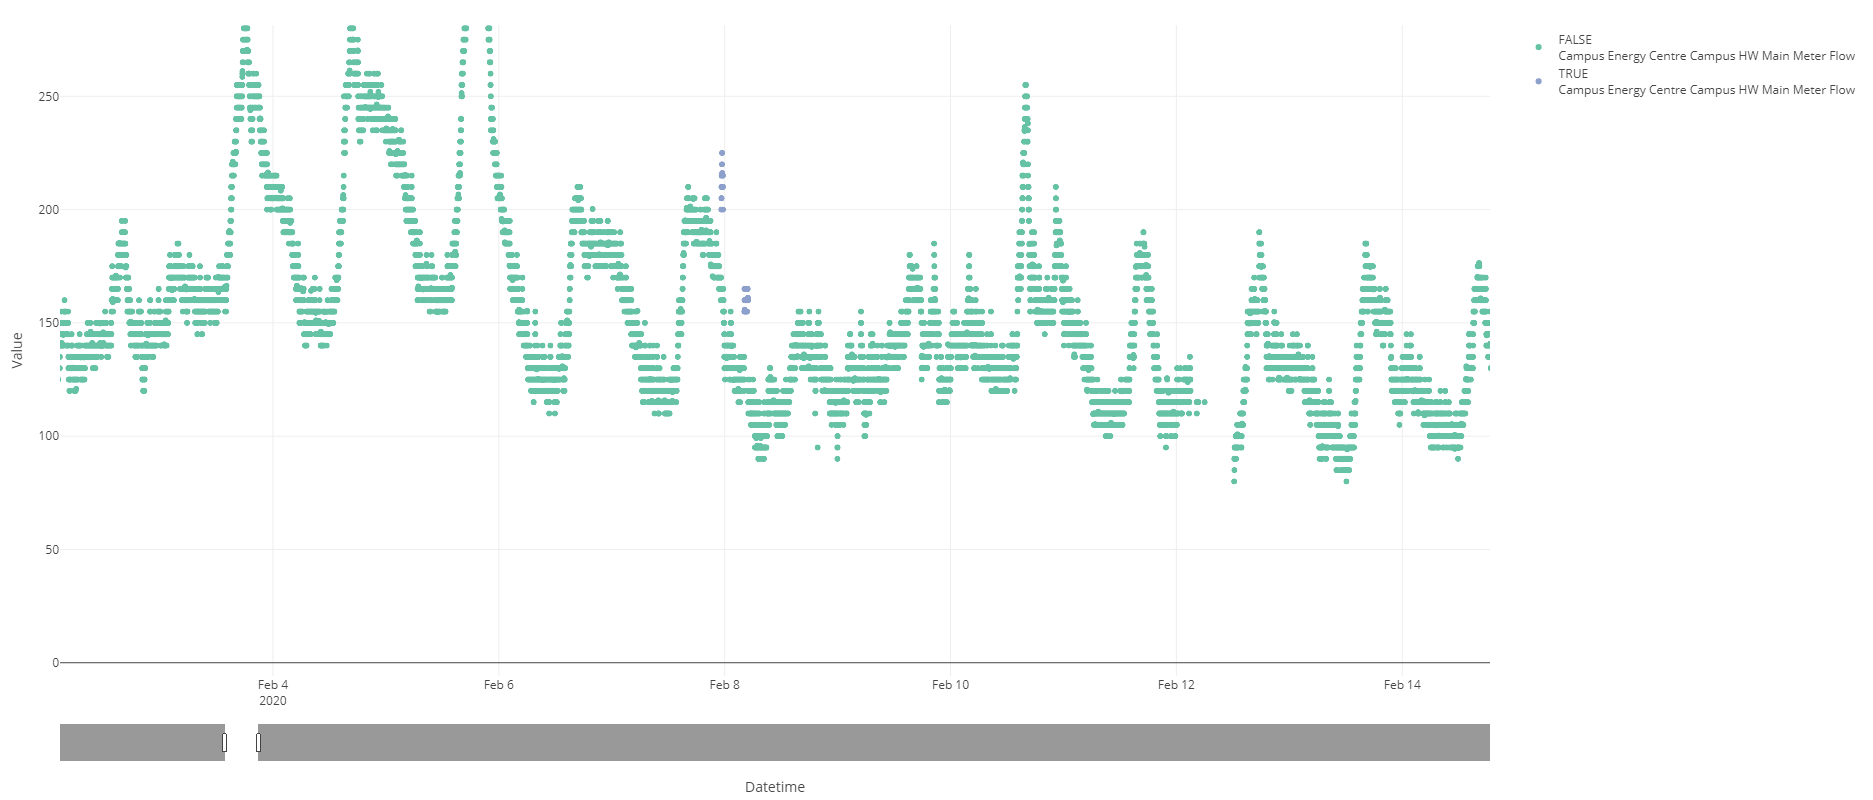 FALSE
Campus Energy Centre Campus HW Main Meter Flow
TRUE
Campus Energy Centre Campus HW Main Meter Flow
250
200
150
100
50
0
Value
Feb 4
2020
Feb 6
Feb 8
Feb 10
Feb 12
Feb 14
Datetime